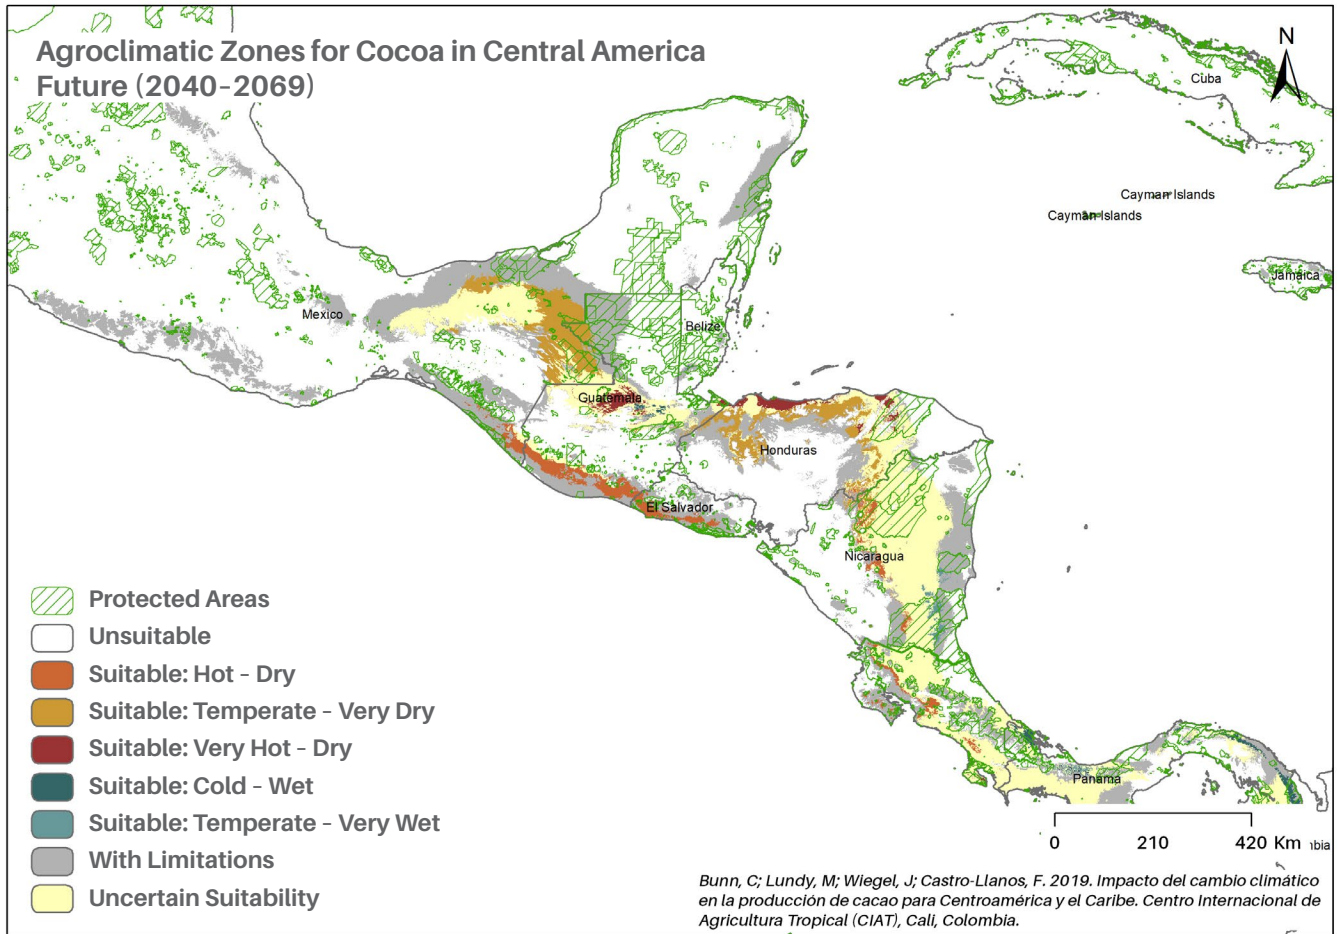 Agroclimatic Zones for Cocoa in Central America
Future (2040-2069)
N
Cuba
Cayman Islands
Cayman Islands
Jamaica
Mexico
Belize
Guatemala
Honduras
El Salvador
Nicaragua
Panama
Protected Areas
Unsuitable
Suitable: Hot - Dry
Suitable: Temperate - Very Dry
Suitable: Very Hot - Dry
Suitable: Cold - Wet
Suitable: Temperate - Very Wet
With Limitations
Uncertain Suitability
0 210 420 Km
Bunn, C; Lundy, M; Wiegel, J; Castro-Llanos, F. 2019. Impacto del cambio climático
en la producción de cacao para Centroamérica y el Caribe. Centro Internacional de
Agricultura Tropical (CIAT), Cali, Colombia.